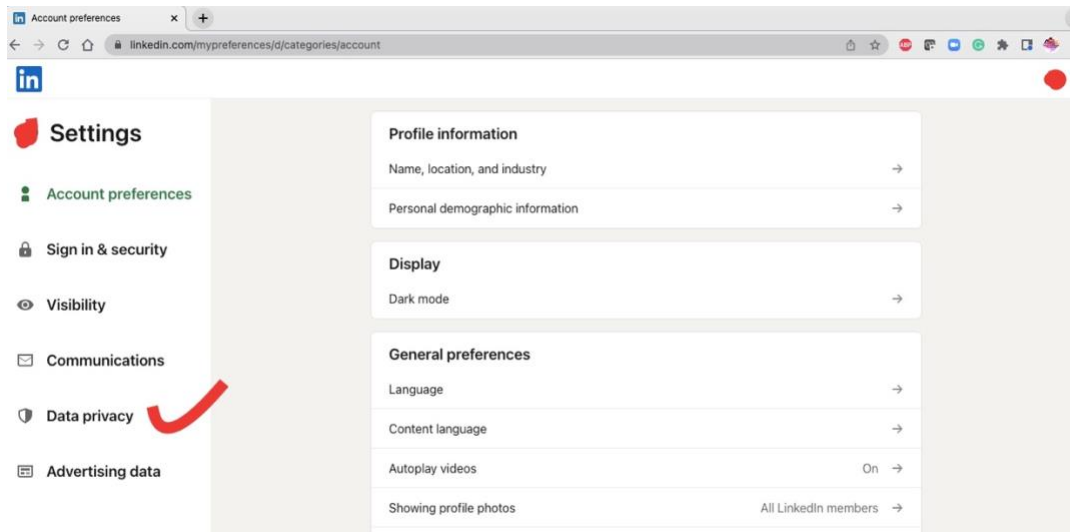 in Account preferences
linkedin.com/mypreferences/d/categories/account
in
Settings
Account preferences
Sign in & security
Visibility
Communications
Data privacy
Advertising data
Profile information
Name, location, and industry
Personal demographic information
Display
Dark mode
General preferences
Language
Content language
Autoplay videos On
Showing profile photos All LinkedIn members